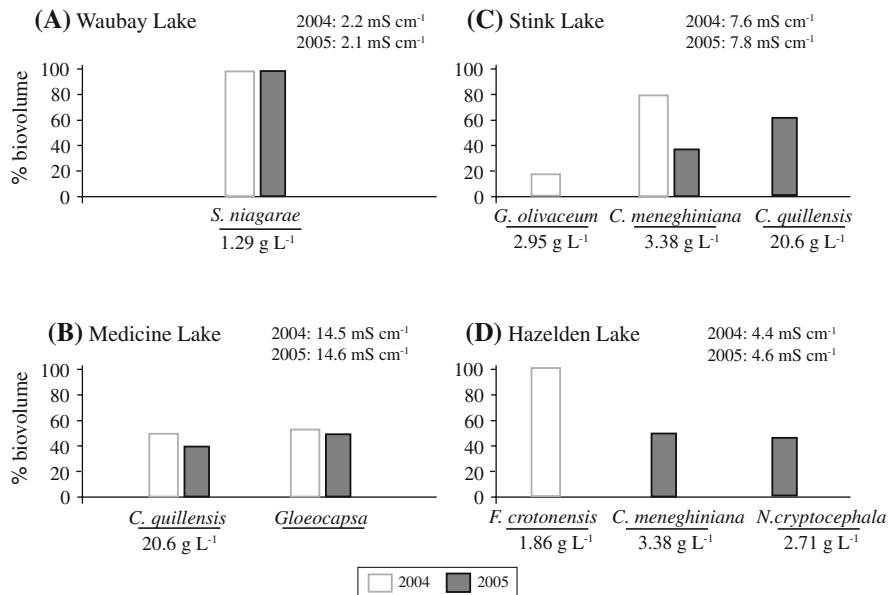 (A) Waubay Lake
2004: 2.2 mS cm⁻¹
2005: 2.1 mS cm⁻¹
% biovolume
100
80
60
40
20
0
S. niagarae
1.29 g L⁻¹
(C) Stink Lake
2004: 7.6 mS cm⁻¹
2005: 7.8 mS cm⁻¹
100
80
60
40
20
0
G. olivaceum
2.95 g L⁻¹
C. meneghiniana
3.38 g L⁻¹
C. quillensis
20.6 g L⁻¹
(B) Medicine Lake
2004: 14.5 mS cm⁻¹
2005: 14.6 mS cm⁻¹
% biovolume
100
80
60
40
20
0
C. quillensis
20.6 g L⁻¹
Gloeocapsa
(D) Hazelden Lake
2004: 4.4 mS cm⁻¹
2005: 4.6 mS cm⁻¹
100
80
60
40
20
0
F. crotonensis
1.86 g L⁻¹
C. meneghiniana
3.38 g L⁻¹
N.cryptocephala
2.71 g L⁻¹
2004
2005